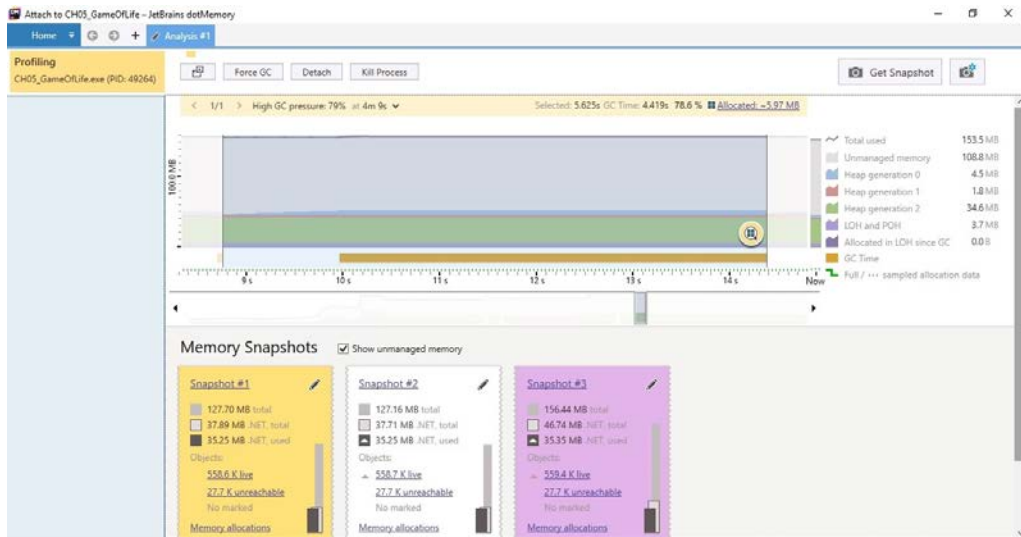 Attach to CH05_GameOfLife – JetBrains dotMemory
Home
Analysis #1
Profiling
CH05_GameOfLife.exe (PID: 49264)
Force GC
Detach
Kill Process
Get Snapshot
1/1 High GC pressure: 79% at 4m 9s
Selected: 5.625s GC Time: 4.419s 78.6 % Allocated: ~5.97 MB
100.0 MB
Total used 153.5 MB
Unmanaged memory 108.8 MB
Heap generation 0 4.5 MB
Heap generation 1 1.8 MB
Heap generation 2 34.6 MB
LOH and POH 3.7 MB
Allocated in LOH since GC 0.0 B
GC Time
Full / ··· sampled allocation data
9 s 10 s 11 s 12 s 13 s 14 s Now
Memory Snapshots
Show unmanaged memory
Snapshot #1
127.70 MB total
37.89 MB .NET, total
35.25 MB .NET, used
Objects:
558.6 K live
27.7 K unreachable
No marked
Memory allocations
Snapshot #2
127.16 MB total
37.71 MB .NET, total
35.25 MB .NET, used
Objects:
558.7 K live
27.7 K unreachable
No marked
Memory allocations
Snapshot #3
156.44 MB total
46.74 MB .NET, total
35.35 MB .NET, used
Objects:
559.4 K live
27.7 K unreachable
No marked
Memory allocations